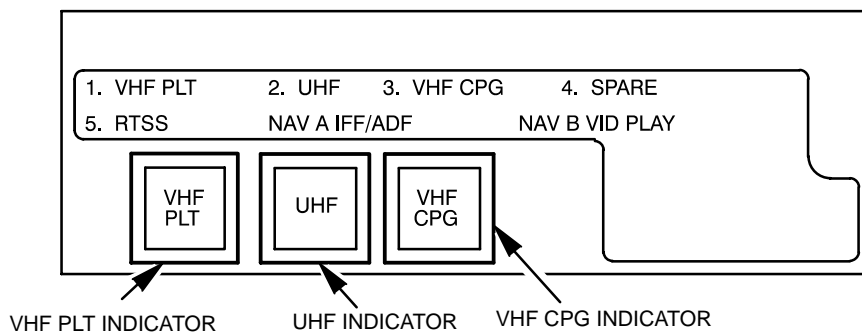 1. VHF PLT 2. UHF 3. VHF CPG 4. SPARE
5. RTSS NAV A IFF/ADF NAV B VID PLAY
VHF
PLT
UHF
VHF
CPG
VHF PLT INDICATOR UHF INDICATOR VHF CPG INDICATOR